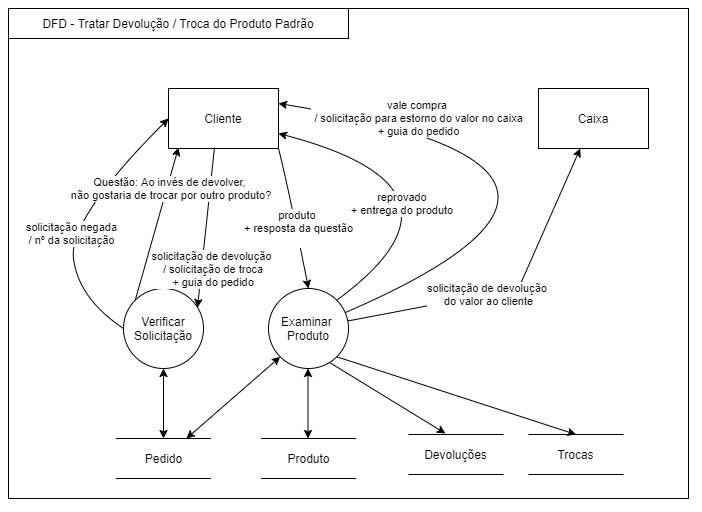 DFD - Tratar Devolução / Troca do Produto Padrão
Cliente
vale compra
/ solicitação para estorno do valor no caixa
+ guia do pedido
Caixa
Questão: Ao invés de devolver,
não gostaria de trocar por outro produto?
reprovado
+ entrega do produto
produto
+ resposta da questão
solicitação negada
/ nº da solicitação
solicitação de devolução
/ solicitação de troca
+ guia do pedido
solicitação de devolução
do valor ao cliente
Verificar
Solicitação
Examinar
Produto
Pedido
Produto
Devoluções
Trocas